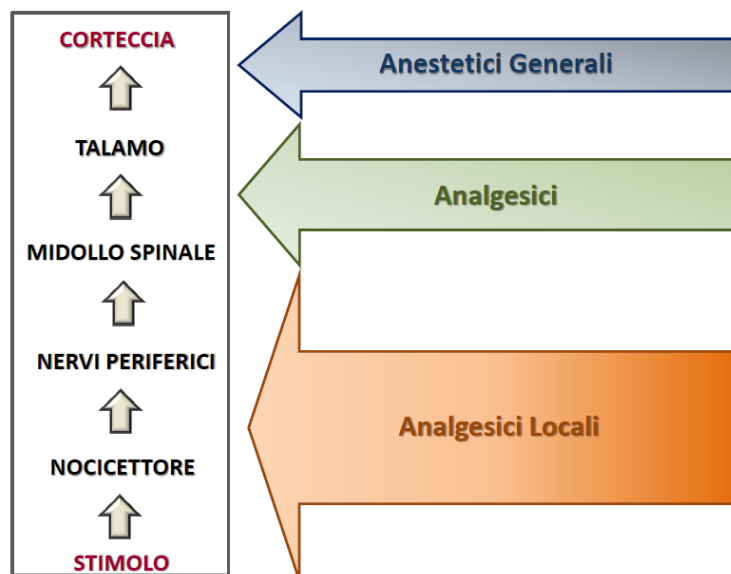 CORTECCIA
TALAMO
MIDOLLO SPINALE
NERVI PERIFERICI
NOCICETTORE
STIMOLO
Anestetici Generali
Analgesici
Analgesici Locali